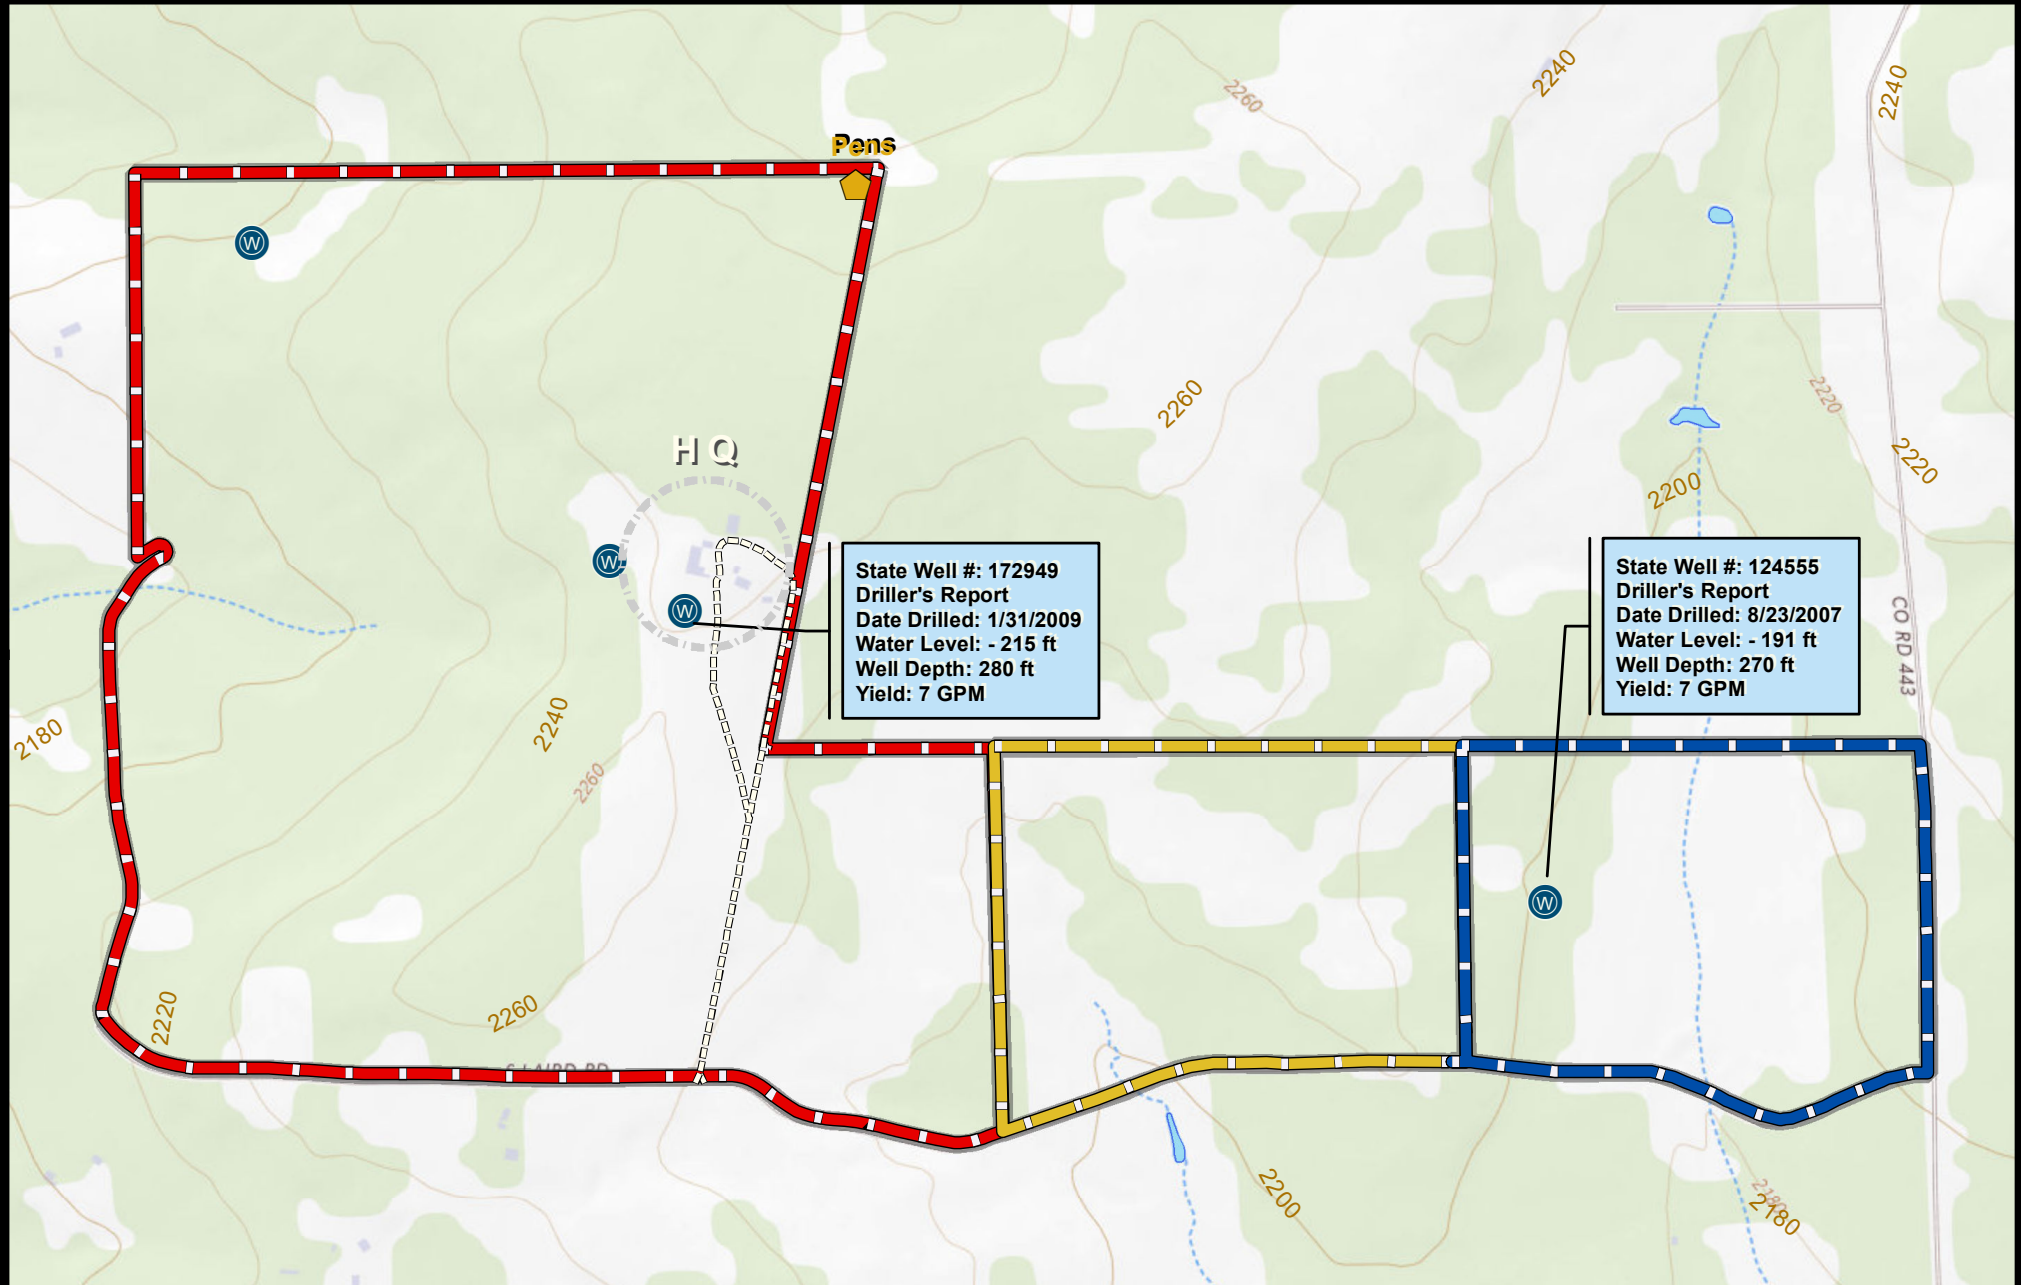 2240
2240
2260
Pens
W
2260
2220
2220
H Q
2200
W
W
State Well #: 172949
Driller's Report
Date Drilled: 1/31/2009
Water Level: - 215 ft
Well Depth: 280 ft
Yield: 7 GPM
State Well #: 124555
Driller's Report
Date Drilled: 8/23/2007
Water Level: - 191 ft
Well Depth: 270 ft
Yield: 7 GPM
CO RD 443
2180
2240
2260
W
2220
2260
S LAIRD RD
2200
2180
2180